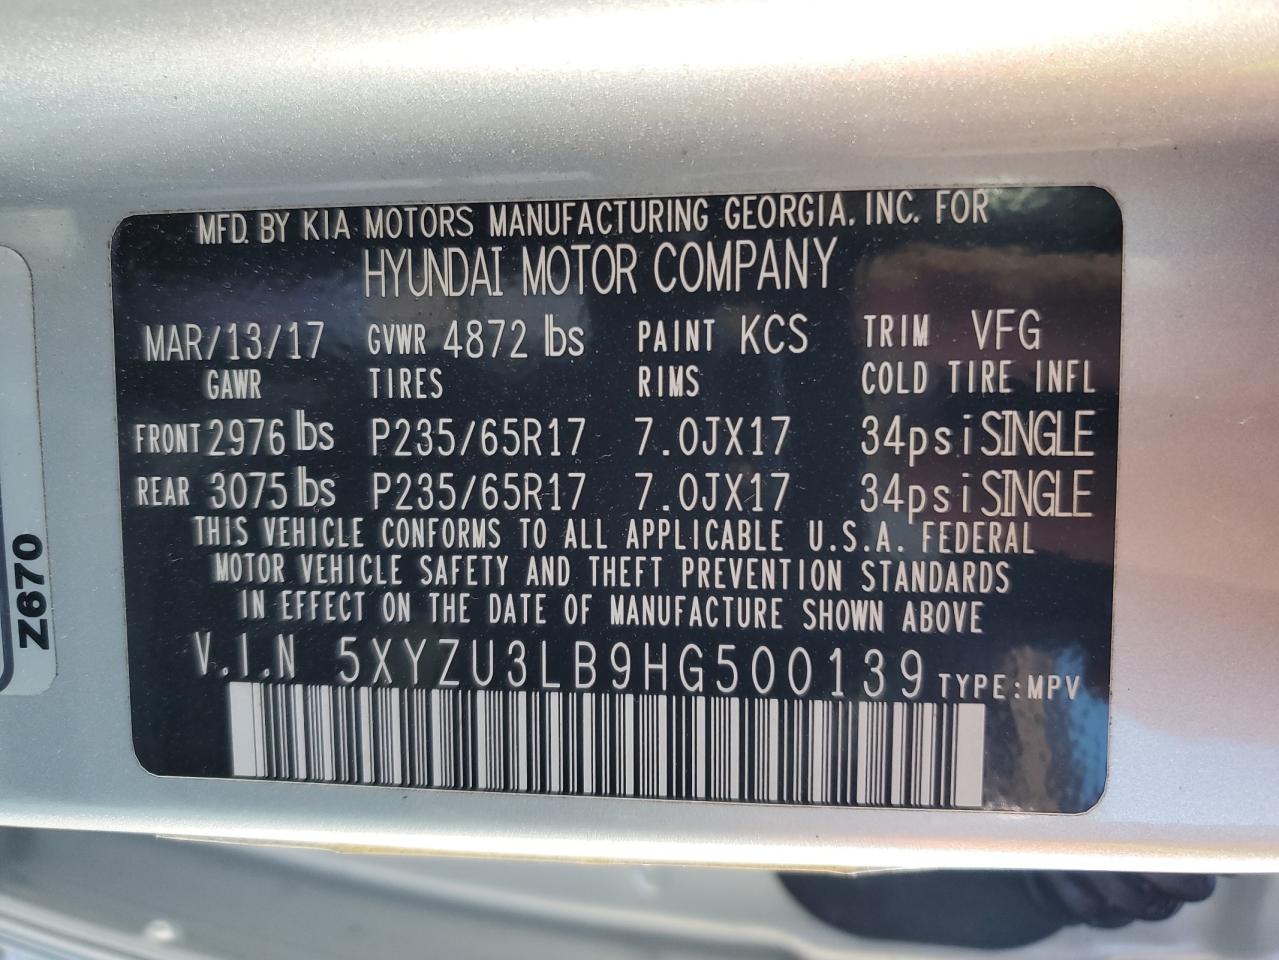 MFD. BY KIA MOTORS MANUFACTURING GEORGIA, INC. FOR
HYUNDAI MOTOR COMPANY
MAR/13/17 GVWR 4872 lbs PAINT KCS TRIM VFG
GAWR TIRES RIMS COLD TIRE INFL
FRONT 2976 lbs P235/65R17 7.0JX17 34psi SINGLE
REAR 3075 lbs P235/65R17 7.0JX17 34psi SINGLE
THIS VEHICLE CONFORMS TO ALL APPLICABLE U.S.A. FEDERAL
MOTOR VEHICLE SAFETY AND THEFT PREVENTION STANDARDS
IN EFFECT ON THE DATE OF MANUFACTURE SHOWN ABOVE
V.I.N 5XYZU3LB9HG500139 TYPE:MPV
Z670